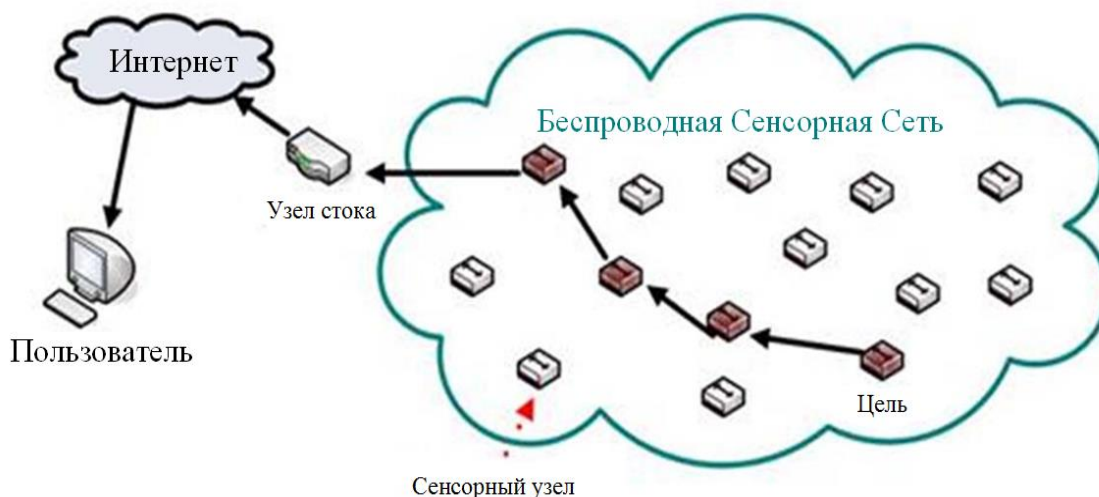 Интернет
Беспроводная Сенсорная Сеть
Узел стока
Пользователь
Цель
Сенсорный узел